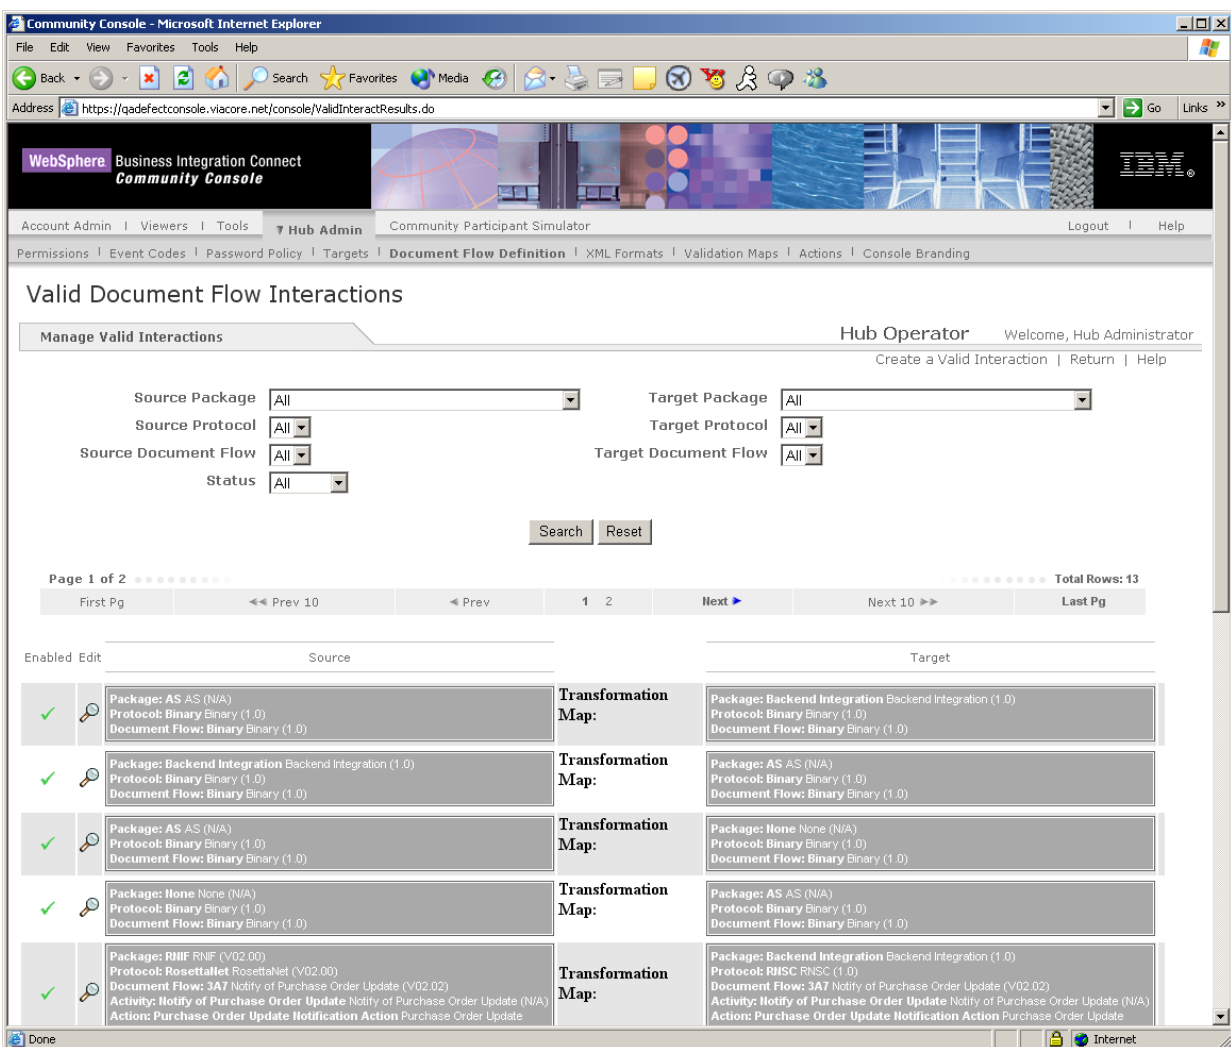 Community Console - Microsoft Internet Explorer
File Edit View Favorites Tools Help
Back Search Favorites Media
Address https://qadefectconsole.viacore.net/console/ValidInteractResults.do Go Links »
WebSphere. Business Integration Connect
Community Console
IBM®
Account Admin | Viewers | Tools Hub Admin Community Participant Simulator Logout | Help
Permissions | Event Codes | Password Policy | Targets | Document Flow Definition | XML Formats | Validation Maps | Actions | Console Branding
Valid Document Flow Interactions
Manage Valid Interactions Hub Operator Welcome, Hub Administrator
Create a Valid Interaction | Return | Help
Source Package All Target Package All
Source Protocol All Target Protocol All
Source Document Flow All Target Document Flow All
Status All
Search Reset
Page 1 of 2 Total Rows: 13
First Pg Prev 10 Prev 1 2 Next Next 10 Last Pg
Enabled Edit Source Target
Package: AS AS (N/A)
Protocol: Binary Binary (1.0)
Document Flow: Binary Binary (1.0)
Transformation
Map:
Package: Backend Integration Backend Integration (1.0)
Protocol: Binary Binary (1.0)
Document Flow: Binary Binary (1.0)
Package: Backend Integration Backend Integration (1.0)
Protocol: Binary Binary (1.0)
Document Flow: Binary Binary (1.0)
Transformation
Map:
Package: AS AS (N/A)
Protocol: Binary Binary (1.0)
Document Flow: Binary Binary (1.0)
Package: AS AS (N/A)
Protocol: Binary Binary (1.0)
Document Flow: Binary Binary (1.0)
Transformation
Map:
Package: None None (N/A)
Protocol: Binary Binary (1.0)
Document Flow: Binary Binary (1.0)
Package: None None (N/A)
Protocol: Binary Binary (1.0)
Document Flow: Binary Binary (1.0)
Transformation
Map:
Package: AS AS (N/A)
Protocol: Binary Binary (1.0)
Document Flow: Binary Binary (1.0)
Package: RNIF RNIF (V02.00)
Protocol: RosettaNet RosettaNet (V02.00)
Document Flow: 3A7 Notify of Purchase Order Update (V02.02)
Activity: Notify of Purchase Order Update Notify of Purchase Order Update (N/A)
Action: Purchase Order Update Notification Action Purchase Order Update
Transformation
Map:
Package: Backend Integration Backend Integration (1.0)
Protocol: RNSC RNSC (1.0)
Document Flow: 3A7 Notify of Purchase Order Update (V02.02)
Activity: Notify of Purchase Order Update Notify of Purchase Order Update (N/A)
Action: Purchase Order Update Notification Action Purchase Order Update
Done Internet